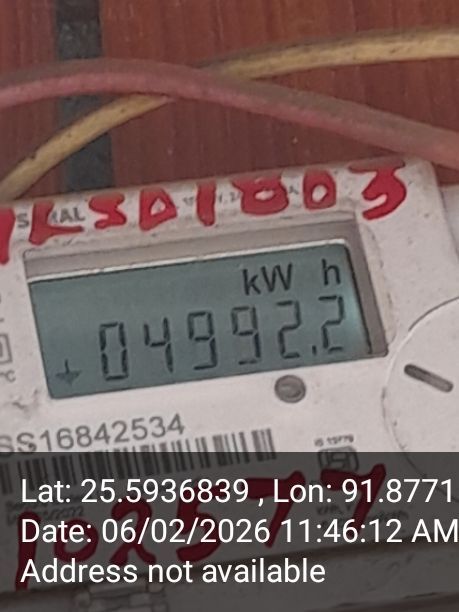 KSD1803
kW h
04992.2
SS16842534
Lat: 25.5936839 , Lon: 91.8771
Date: 06/02/2026 11:46:12 AM
Address not available